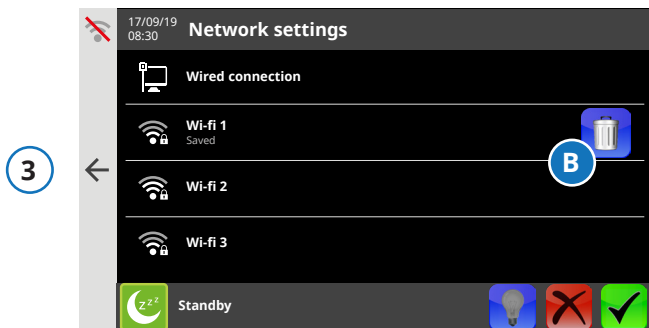 17/09/19
08:30
Network settings
Wired connection
Wi-fi 1
Saved
B
3
Wi-fi 2
Wi-fi 3
zzz
Standby